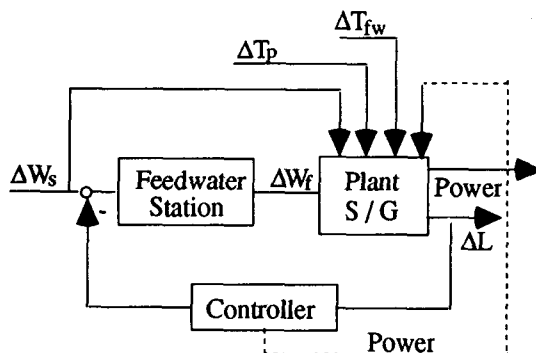 ΔT_fw
ΔT_p
ΔW_s
-
Feedwater
Station
ΔW_f
Plant
S / G
Power
ΔL
Controller
Power